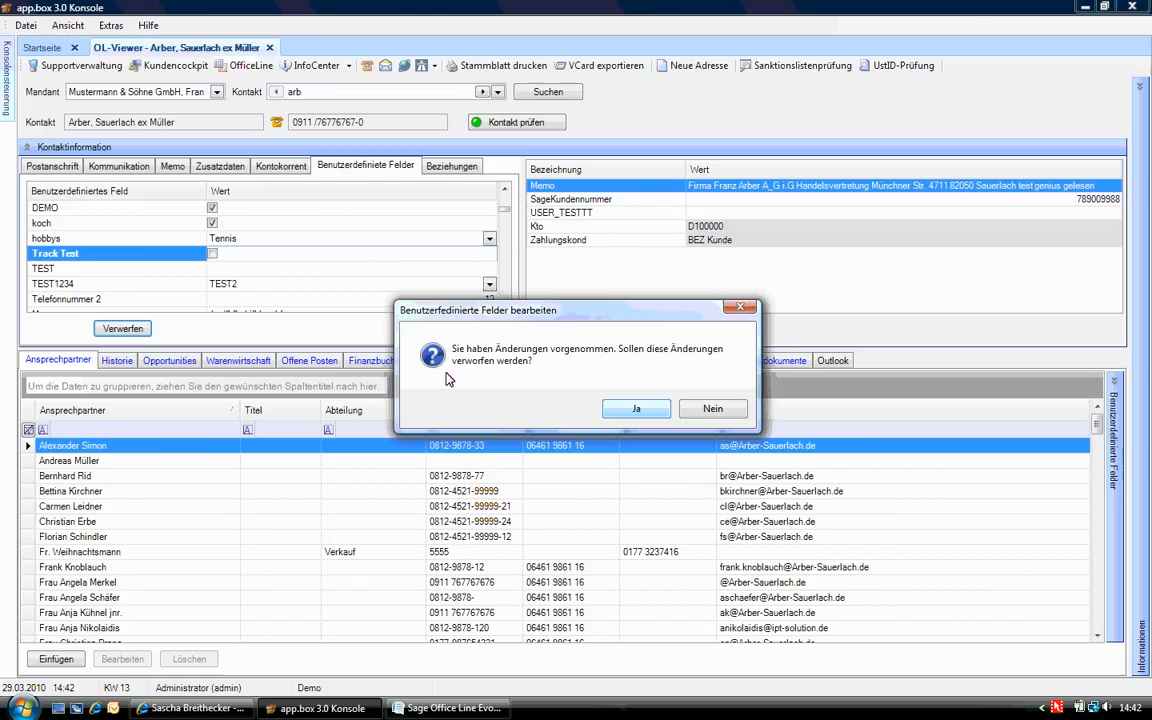 app.box 3.0 Konsole
Datei Ansicht Extras Hilfe
Konsolensteuerung
Startseite OL-Viewer - Arber, Sauerlach ex Müller
Supportverwaltung Kundencockpit OfficeLine InfoCenter Stammblatt drucken VCard exportieren Neue Adresse Sanktionslistenprüfung UstID-Prüfung
Mandant Mustermann & Söhne GmbH, Fran Kontakt arb Suchen
Kontakt Arber, Sauerlach ex Müller 0911 /76776767-0 Kontakt prüfen
Kontaktinformation
Postanschrift Kommunikation Memo Zusatzdaten Kontokorrent Benutzerdefiniete Felder Beziehungen
Benutzerdefiniertes Feld Wert
DEMO
koch
hobbys Tennis
Track Test
TEST
TEST1234 TEST2
Telefonnummer 2
Verwerfen
Bezeichnung Wert
Memo Firma Franz Arber A_G i.G Handelsvertretung Münchner Str. 4711 82050 Sauerlach test genius gelesen
SageKundennummer 789009988
USER_TESTTT
Kto D100000
Zahlungskond BEZ Kunde
Benutzerfedinierte Felder bearbeiten
Sie haben Änderungen vorgenommen. Sollen diese Änderungen
verworfen werden?
Ja Nein
Ansprechpartner Historie Opportunities Warenwirtschaft Offene Posten Finanzbuc dokumente Outlook
Um die Daten zu gruppieren, ziehen Sie den gewünschten Spaltentitel nach hier.
Ansprechpartner Titel Abteilung
Alexander Simon 0812-9878-33 06461 9861 16 as@Arber-Sauerlach.de
Andreas Müller
Bernhard Rid 0812-9878-77 br@Arber-Sauerlach.de
Bettina Kirchner 0812-4521-99999 bkirchner@Arber-Sauerlach.de
Carmen Leidner 0812-4521-99999-21 cl@Arber-Sauerlach.de
Christian Erbe 0812-4521-99999-24 ce@Arber-Sauerlach.de
Florian Schindler 0812-4521-99999-12 fs@Arber-Sauerlach.de
Fr. Weihnachtsmann Verkauf 5555 0177 3237416
Frank Knoblauch 0812-9878-12 06461 9861 16 frank.knoblauch@Arber-Sauerlach.de
Frau Angela Merkel 0911 767767676 06461 9861 16 @Arber-Sauerlach.de
Frau Angela Schäfer 0812-9878- 06461 9861 16 aschaefer@Arber-Sauerlach.de
Frau Anja Kühnel jnr. 0911 767767676 06461 9861 16 ak@Arber-Sauerlach.de
Frau Anja Nikolaidis 0812-9878-120 06461 9861 16 anikolaidis@ipt-solution.de
Benutzerdefinierte Felder
Informationen
Einfügen Bearbeiten Löschen
29.03.2010 14:42 KW 13 Administrator (admin) Demo
Sascha Breithecker -... app.box 3.0 Konsole Sage Office Line Evo... 14:42